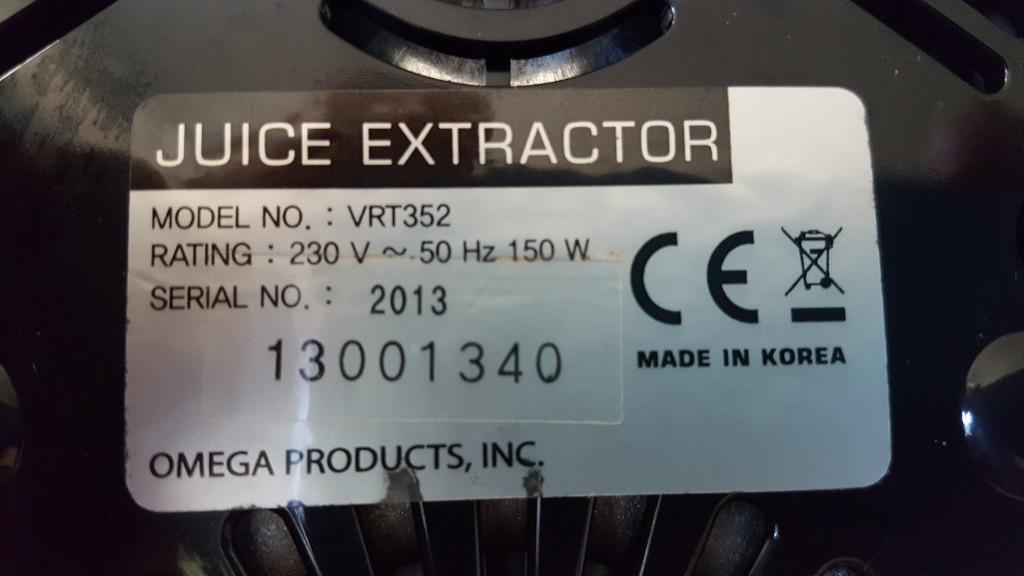 JUICE EXTRACTOR
MODEL NO. : VRT352
RATING : 230 V ~ 50 Hz 150 W
SERIAL NO. : 2013
13001340
CE
MADE IN KOREA
OMEGA PRODUCTS, INC.